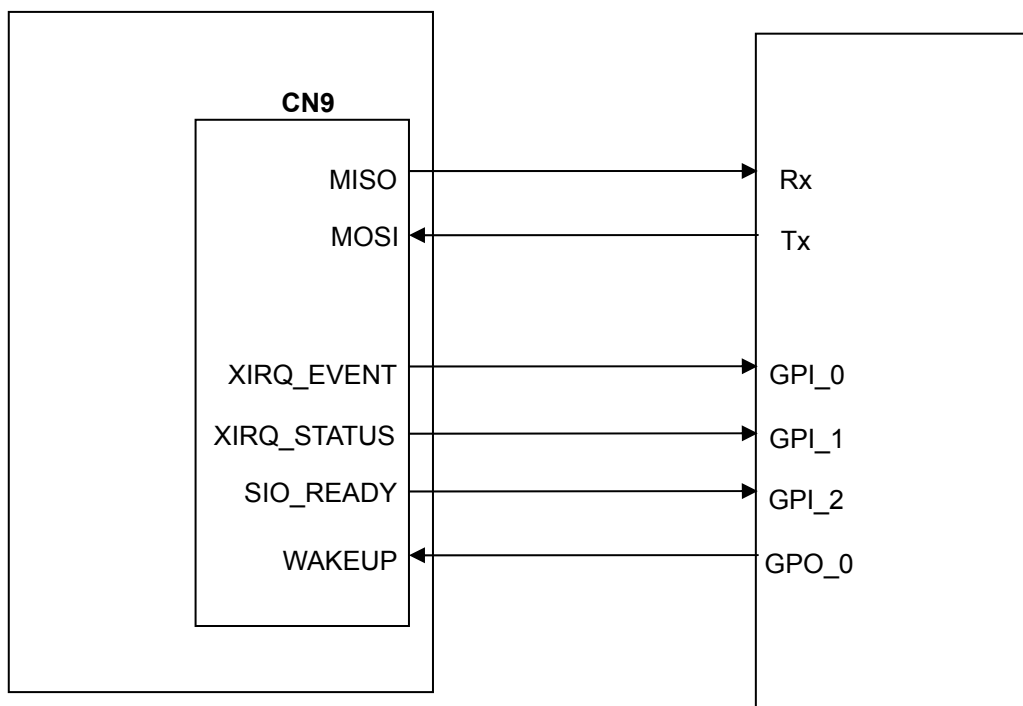 CN9
MISO
Rx
MOSI
Tx
XIRQ_EVENT
GPI_0
XIRQ_STATUS
GPI_1
SIO_READY
GPI_2
WAKEUP
GPO_0